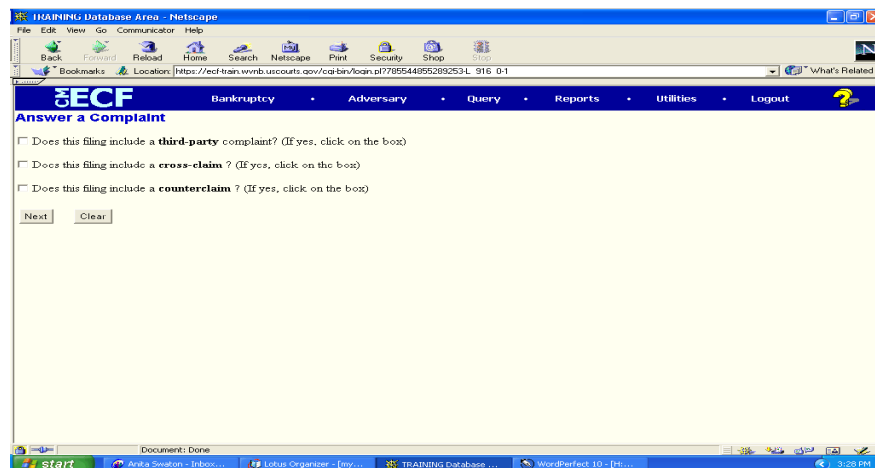 TRAINING Database Area - Netscape
File Edit View Go Communicator Help
Back Forward Reload Home Search Netscape Print Security Shop Stop
Bookmarks Location: https://ecf-train.wvnb.uscourts.gov/cgi-bin/login.pl?785544855289253-L_916_0-1 What's Related
CM ECF Bankruptcy • Adversary • Query • Reports • Utilities • Logout ?
Answer a Complaint
Does this filing include a third-party complaint? (If yes, click on the box)
Does this filing include a cross-claim ? (If yes, click on the box)
Does this filing include a counterclaim ? (If yes, click on the box)
Next Clear
Document: Done
start Anita Swaton - Inbox... Lotus Organizer - [my... TRAINING Database ... WordPerfect 10 - [H:... 3:28 PM